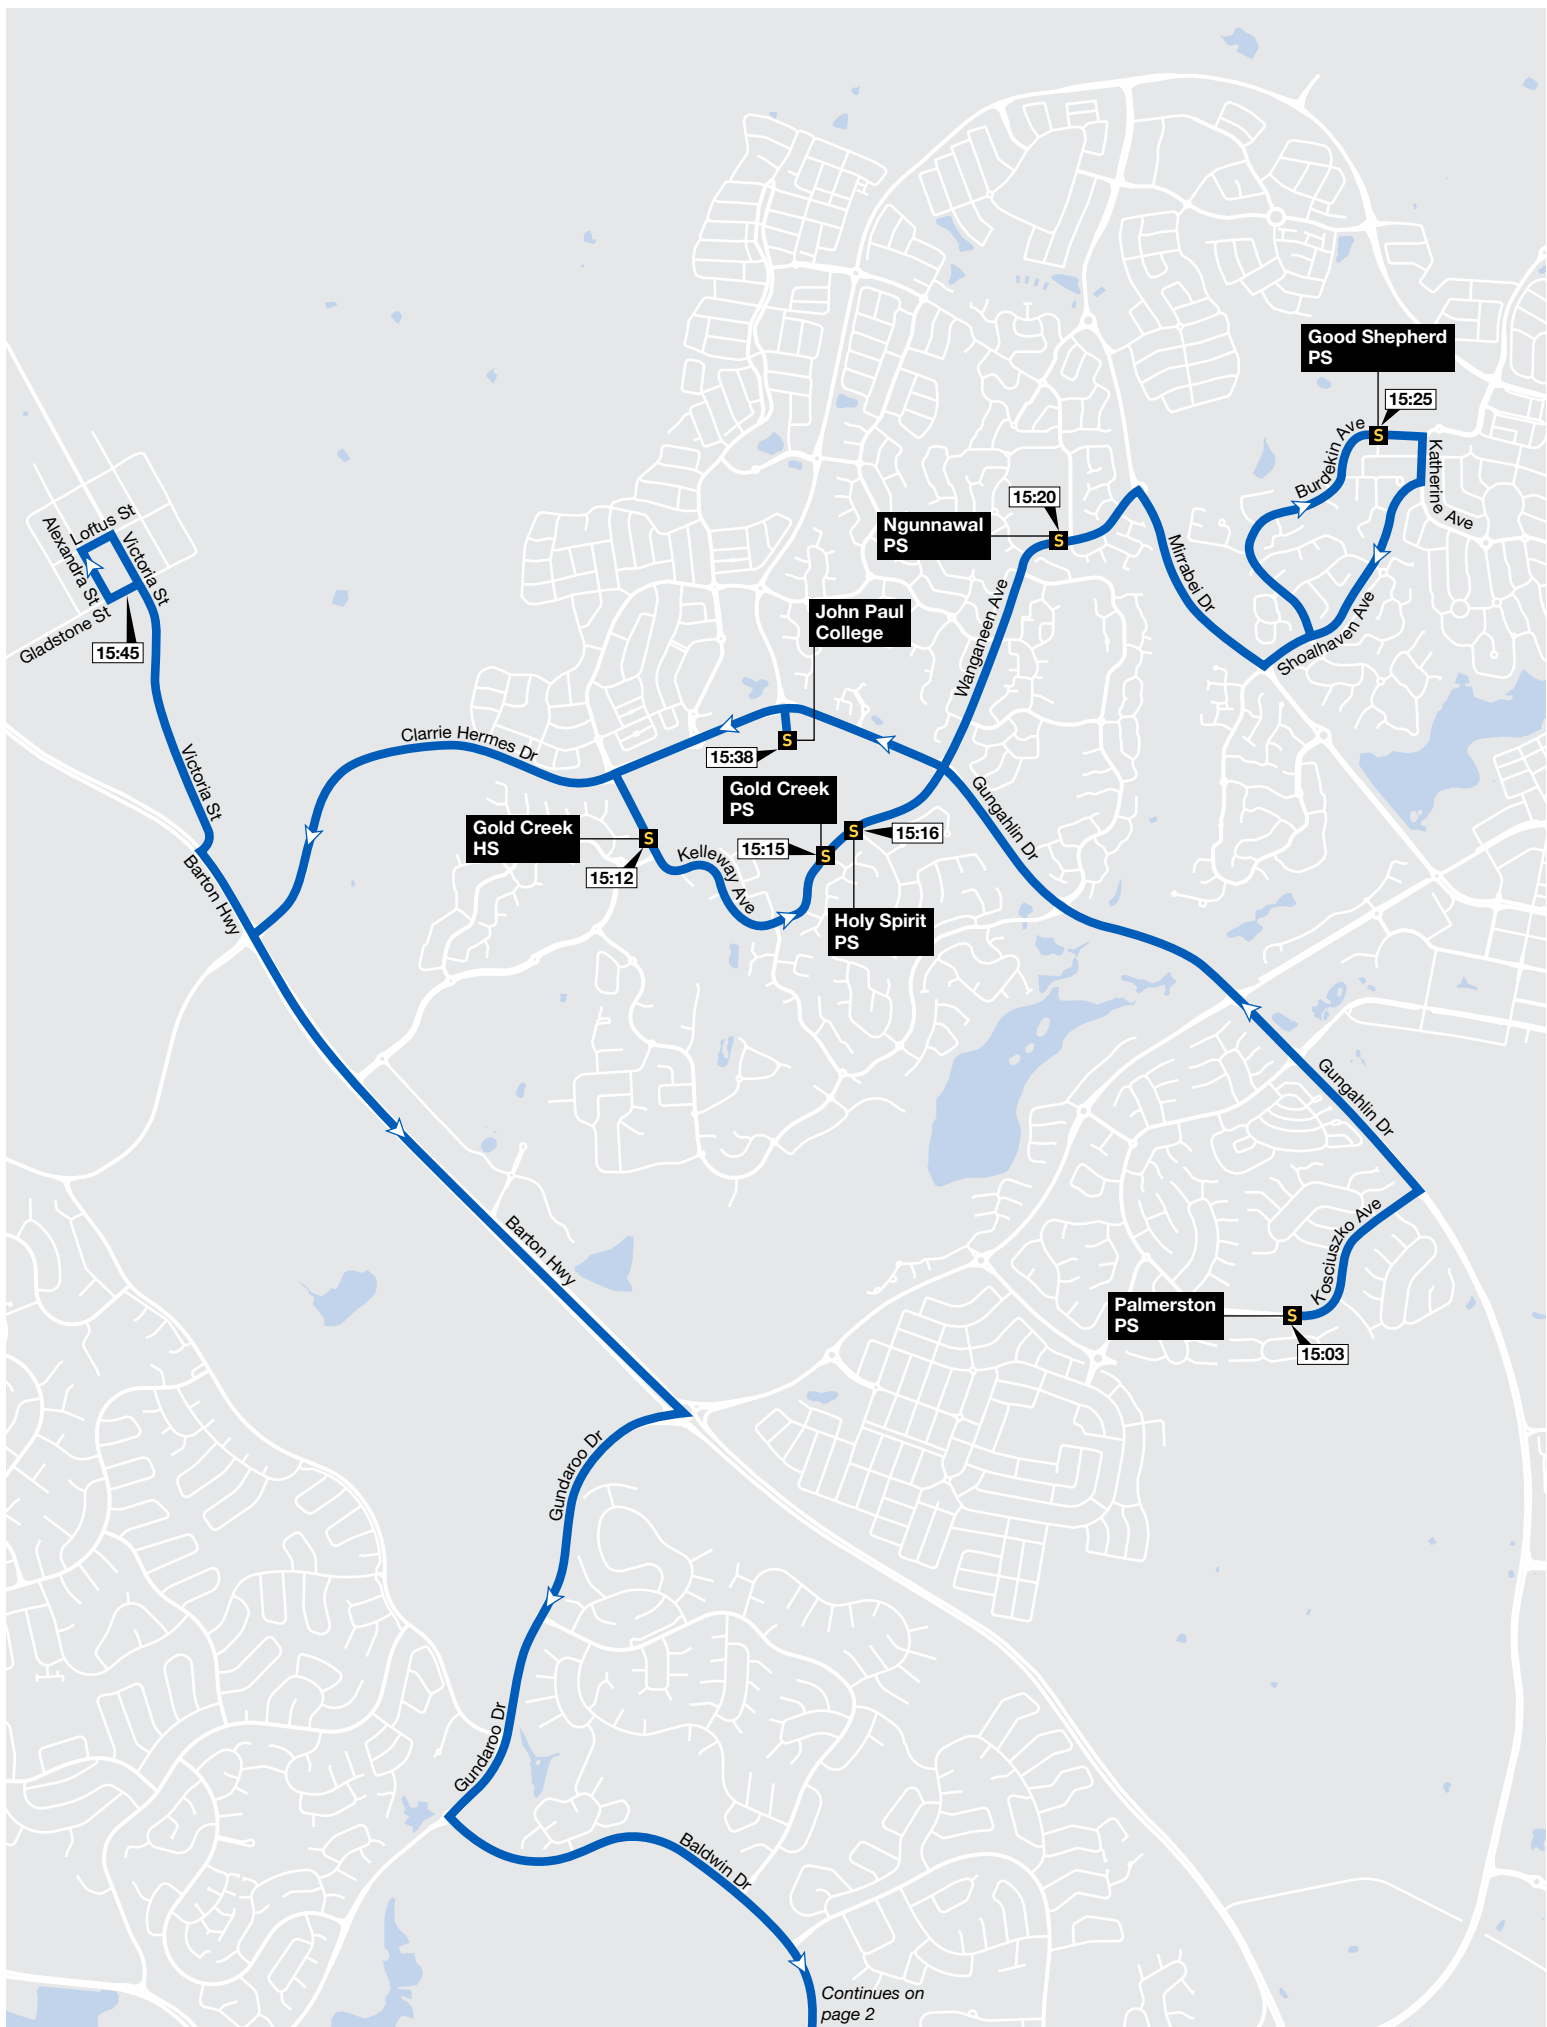 Good Shepherd
PS
15:25
Burdekin Ave
Katherine Ave
15:20
Ngunnawal
PS
Loftus St
Alexandra St
Victoria St
Gladstone St
15:45
Mirrabei Dr
Shoalhaven Ave
Wanganeen Ave
John Paul
College
15:38
Clarrie Hermes Dr
Victoria St
Gold Creek
PS
15:15
15:16
Gungahlin Dr
Gold Creek
HS
15:12
Kelleway Ave
Barton Hwy
Holy Spirit
PS
Gungahlin Dr
Kosciuszko Ave
Barton Hwy
Palmerston
PS
15:03
Gundaroo Dr
Gundaroo Dr
Baldwin Dr
Continues on
page 2
S
S
S
S
S
S
S